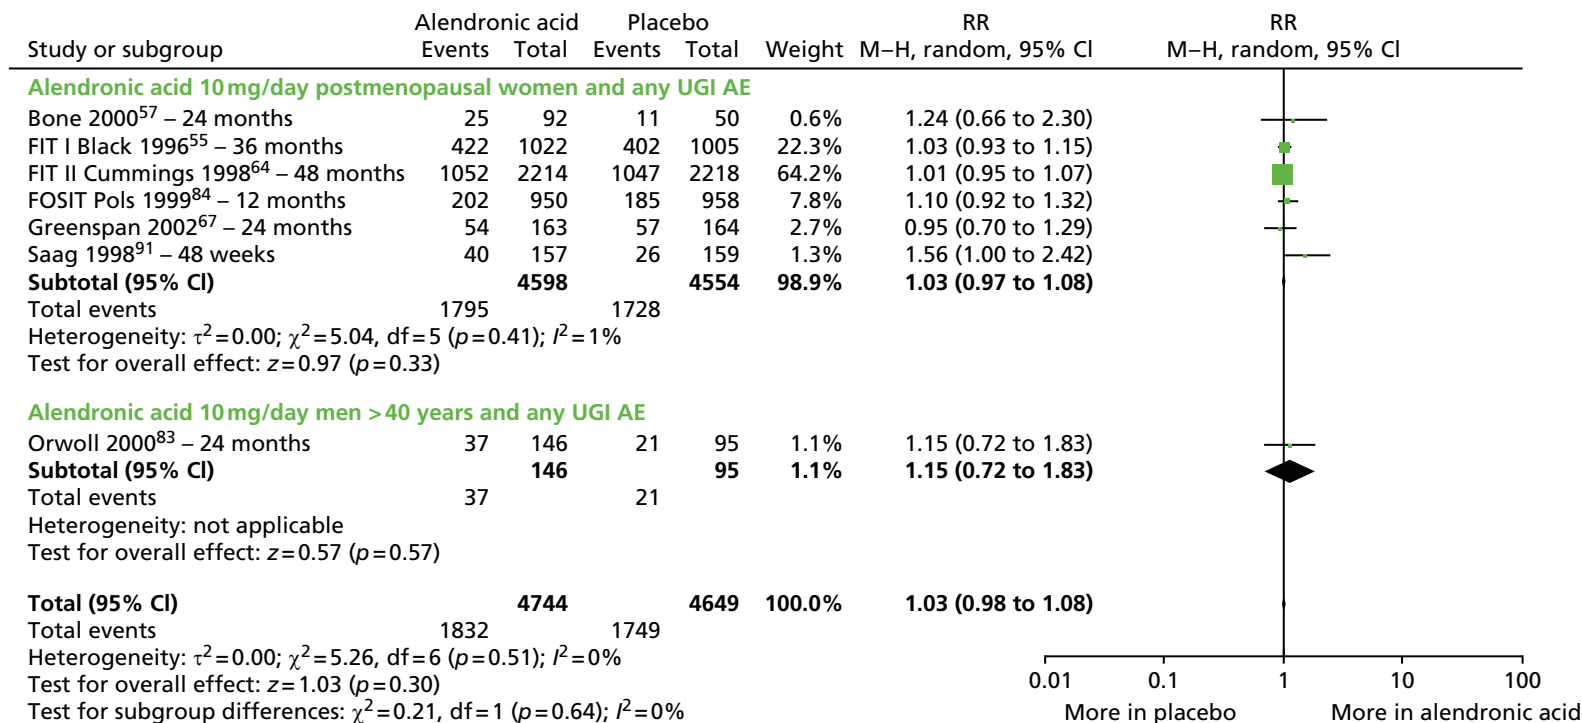 Alendronic acid Placebo RR RR
Study or subgroup Events Total Events Total Weight M–H, random, 95% CI M–H, random, 95% CI
Alendronic acid 10 mg/day postmenopausal women and any UGI AE
Bone 2000⁵⁷ – 24 months 25 92 11 50 0.6% 1.24 (0.66 to 2.30)
FIT I Black 1996⁵⁵ – 36 months 422 1022 402 1005 22.3% 1.03 (0.93 to 1.15)
FIT II Cummings 1998⁶⁴ – 48 months 1052 2214 1047 2218 64.2% 1.01 (0.95 to 1.07)
FOSIT Pols 1999⁸⁴ – 12 months 202 950 185 958 7.8% 1.10 (0.92 to 1.32)
Greenspan 2002⁶⁷ – 24 months 54 163 57 164 2.7% 0.95 (0.70 to 1.29)
Saag 1998⁹¹ – 48 weeks 40 157 26 159 1.3% 1.56 (1.00 to 2.42)
Subtotal (95% CI) 4598 4554 98.9% 1.03 (0.97 to 1.08)
Total events 1795 1728
Heterogeneity: τ²=0.00; χ²=5.04, df=5 (p=0.41); I²=1%
Test for overall effect: z=0.97 (p=0.33)
Alendronic acid 10 mg/day men >40 years and any UGI AE
Orwoll 2000⁸³ – 24 months 37 146 21 95 1.1% 1.15 (0.72 to 1.83)
Subtotal (95% CI) 146 95 1.1% 1.15 (0.72 to 1.83)
Total events 37 21
Heterogeneity: not applicable
Test for overall effect: z=0.57 (p=0.57)
Total (95% CI) 4744 4649 100.0% 1.03 (0.98 to 1.08)
Total events 1832 1749
Heterogeneity: τ²=0.00; χ²=5.26, df=6 (p=0.51); I²=0%
Test for overall effect: z=1.03 (p=0.30)
Test for subgroup differences: χ²=0.21, df=1 (p=0.64); I²=0%
0.01 0.1 1 10 100
More in placebo More in alendronic acid